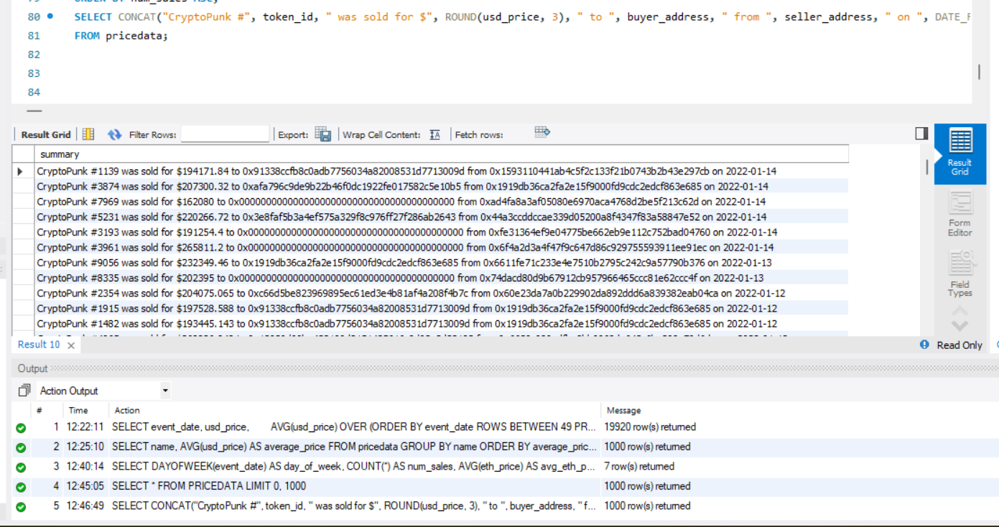 ORDER BY num_sales ASC;
80 SELECT CONCAT("CryptoPunk #", token_id, " was sold for $", ROUND(usd_price, 3), " to ", buyer_address, " from ", seller_address, " on ", DATE_F
81 FROM pricedata;
82
83
84
Result Grid Filter Rows: Export: Wrap Cell Content: IA Fetch rows:
summary
CryptoPunk #1139 was sold for $194171.84 to 0x91338ccfb8c0adb7756034a82008531d7713009d from 0x1593110441ab4c5f2c133f21b0743b2b43e297cb on 2022-01-14
CryptoPunk #3874 was sold for $207300.32 to 0xafa796c9de9b22b46f0dc1922fe017582c5e10b5 from 0x1919db36ca2fa2e15f9000fd9cdc2edcf863e685 on 2022-01-14
CryptoPunk #7969 was sold for $162080 to 0x0000000000000000000000000000000000000000 from 0xad4fa8a3af05080e6970aca4768d2be5f213c62d on 2022-01-14
CryptoPunk #5231 was sold for $220266.72 to 0x3e8faf5b3a4ef575a329f8c976ff27f286ab2643 from 0x44a3ccddccae339d05200a8f4347f83a58847e52 on 2022-01-14
CryptoPunk #3193 was sold for $191254.4 to 0x0000000000000000000000000000000000000000 from 0xfe31364ef9e04775be662eb9e112c752bad04760 on 2022-01-14
CryptoPunk #3961 was sold for $265811.2 to 0x0000000000000000000000000000000000000000 from 0x6f4a2d3a4f47f9c647d86c929755593911ee91ec on 2022-01-14
CryptoPunk #9056 was sold for $232349.46 to 0x1919db36ca2fa2e15f9000fd9cdc2edcf863e685 from 0x6611fe71c233e4e7510b2795c242c9a57790b376 on 2022-01-13
CryptoPunk #8335 was sold for $202395 to 0x0000000000000000000000000000000000000000 from 0x74dacd80d9b67912cb957966465ccc81e62ccc4f on 2022-01-13
CryptoPunk #2354 was sold for $204075.065 to 0xc66d5be823969895ec61ed3e4b81af4a208f4b7c from 0x60e23da7a0b229902da892ddd6a839382eab04ca on 2022-01-12
CryptoPunk #1915 was sold for $197528.588 to 0x91338ccfb8c0adb7756034a82008531d7713009d from 0x1919db36ca2fa2e15f9000fd9cdc2edcf863e685 on 2022-01-12
CryptoPunk #1482 was sold for $193445.143 to 0x91338ccfb8c0adb7756034a82008531d7713009d from 0x1919db36ca2fa2e15f9000fd9cdc2edcf863e685 on 2022-01-12
Result Grid
Form Editor
Field Types
Result 10 Read Only
Output
Action Output
# Time Action Message
1 12:22:11 SELECT event_date, usd_price, AVG(usd_price) OVER (ORDER BY event_date ROWS BETWEEN 49 PR... 19920 row(s) returned
2 12:25:10 SELECT name, AVG(usd_price) AS average_price FROM pricedata GROUP BY name ORDER BY average_pric... 1000 row(s) returned
3 12:40:14 SELECT DAYOFWEEK(event_date) AS day_of_week, COUNT(*) AS num_sales, AVG(eth_price) AS avg_eth_p... 7 row(s) returned
4 12:45:05 SELECT * FROM PRICEDATA LIMIT 0, 1000 1000 row(s) returned
5 12:46:49 SELECT CONCAT("CryptoPunk #", token_id, " was sold for $", ROUND(usd_price, 3), " to ", buyer_address, " f... 1000 row(s) returned